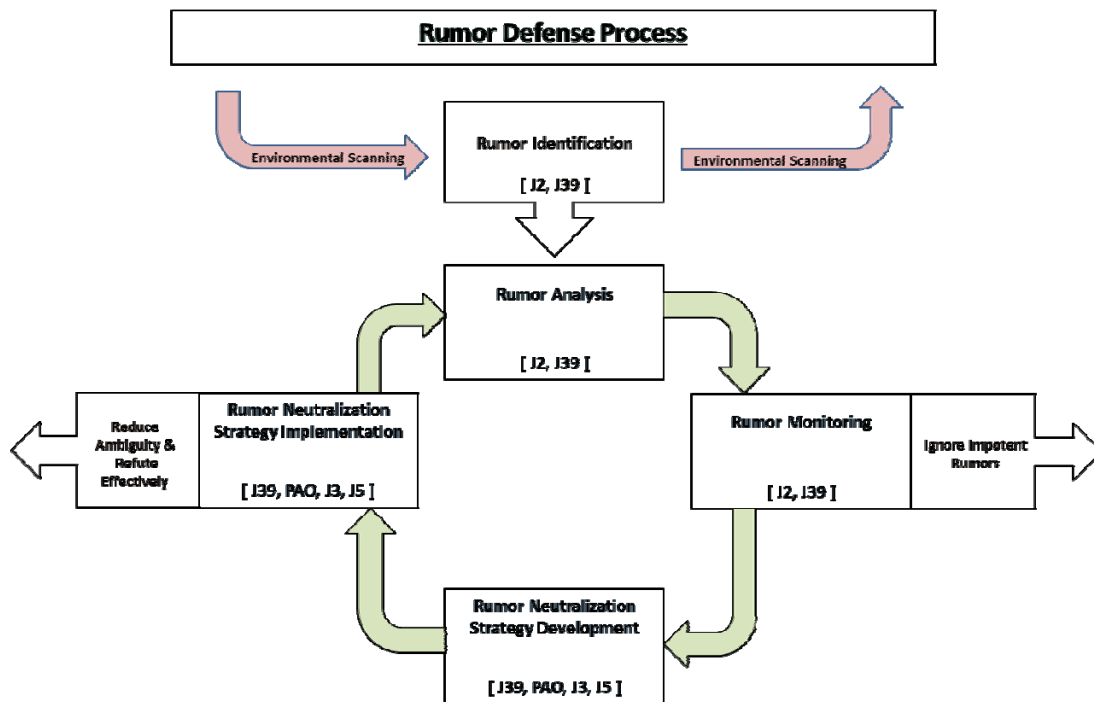 Rumor Defense Process
Environmental Scanning
Rumor Identification
[ J2, J39 ]
Environmental Scanning
Rumor Analysis
[ J2, J39 ]
Reduce
Ambiguity &
Refute
Effectively
Rumor Neutralization
Strategy Implementation
[ J39, PAO, J3, J5 ]
Rumor Monitoring
[ J2, J39 ]
Ignore Impotent
Rumors
Rumor Neutralization
Strategy Development
[ J39, PAO, J3, J5 ]